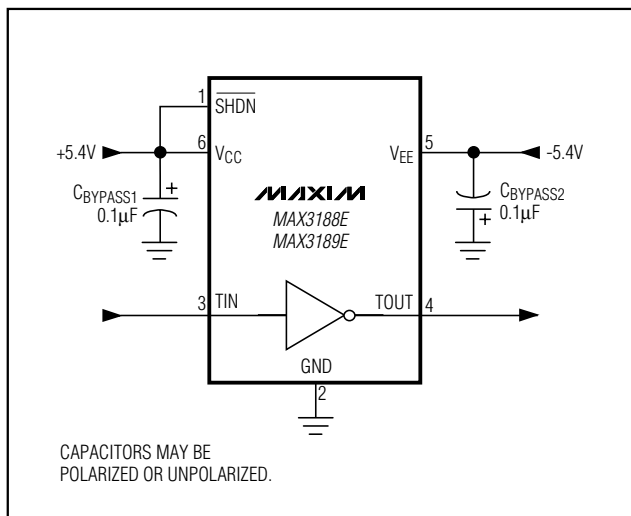 1
SHDN
+5.4V
6
VCC
5
VEE
-5.4V
CBYPASS1
0.1µF
+
MAXIM
MAX3188E
MAX3189E
CBYPASS2
0.1µF
+
3
TIN
TOUT
4
GND
2
CAPACITORS MAY BE
POLARIZED OR UNPOLARIZED.